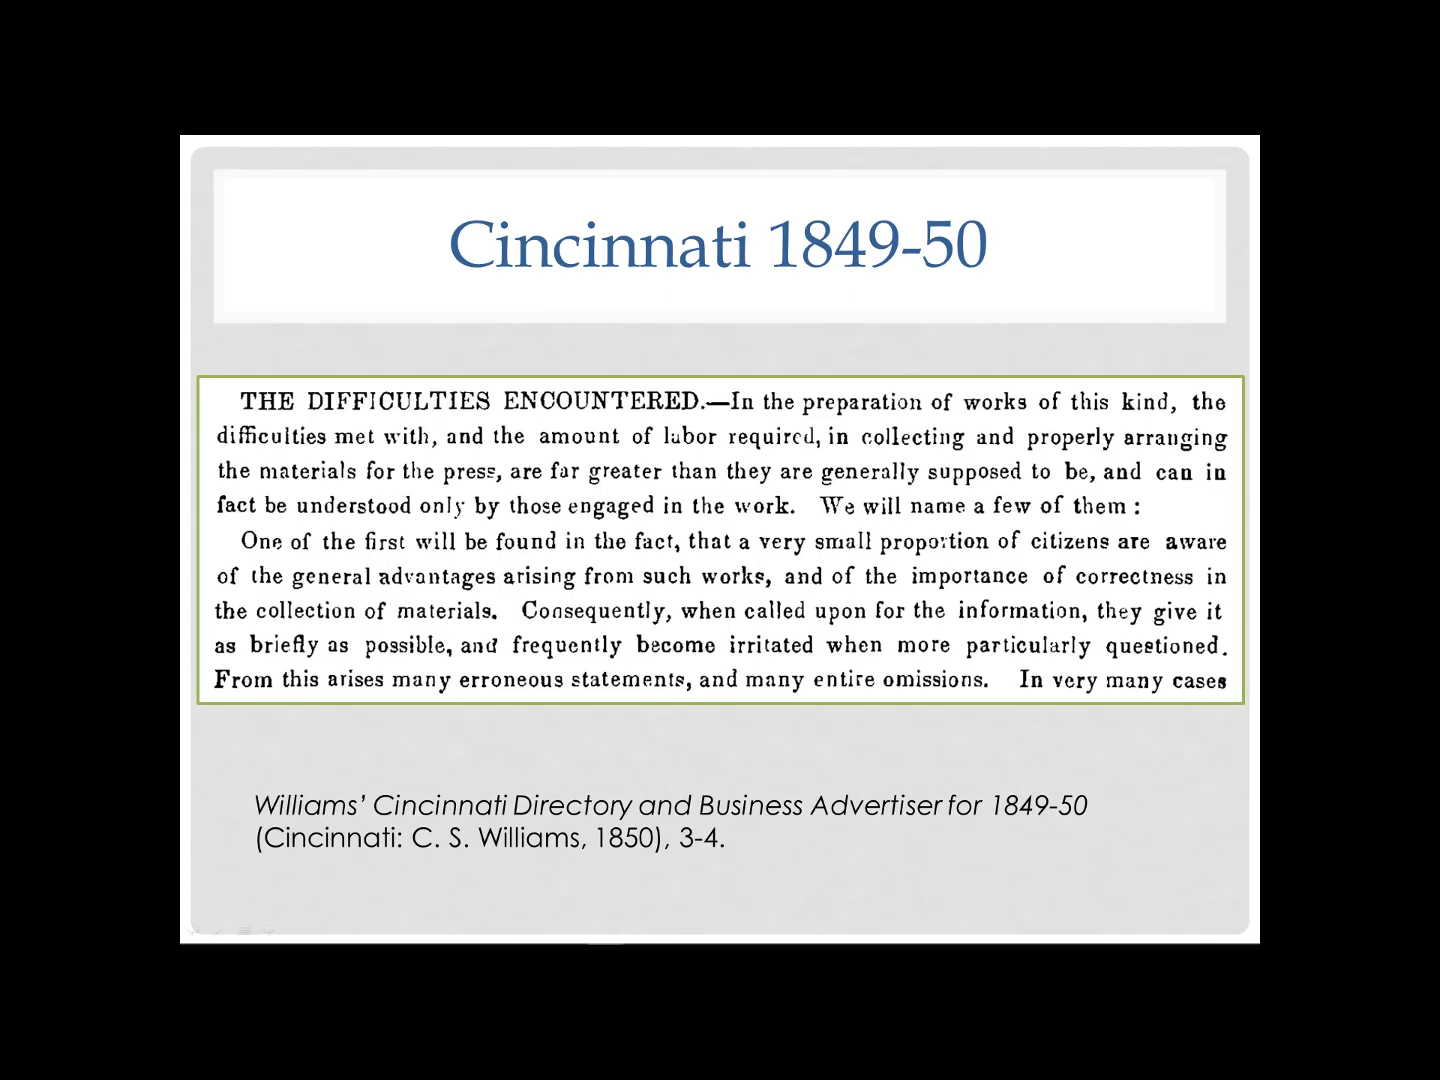 Cincinnati 1849-50
THE DIFFICULTIES ENCOUNTERED.—In the preparation of works of this kind, the
difficulties met with, and the amount of labor required, in collecting and properly arranging
the materials for the press, are far greater than they are generally supposed to be, and can in
fact be understood only by those engaged in the work. We will name a few of them :
One of the first will be found in the fact, that a very small proportion of citizens are aware
of the general advantages arising from such works, and of the importance of correctness in
the collection of materials. Consequently, when called upon for the information, they give it
as briefly as possible, and frequently become irritated when more particularly questioned.
From this arises many erroneous statements, and many entire omissions. In very many cases
Williams’ Cincinnati Directory and Business Advertiser for 1849-50
(Cincinnati: C. S. Williams, 1850), 3-4.